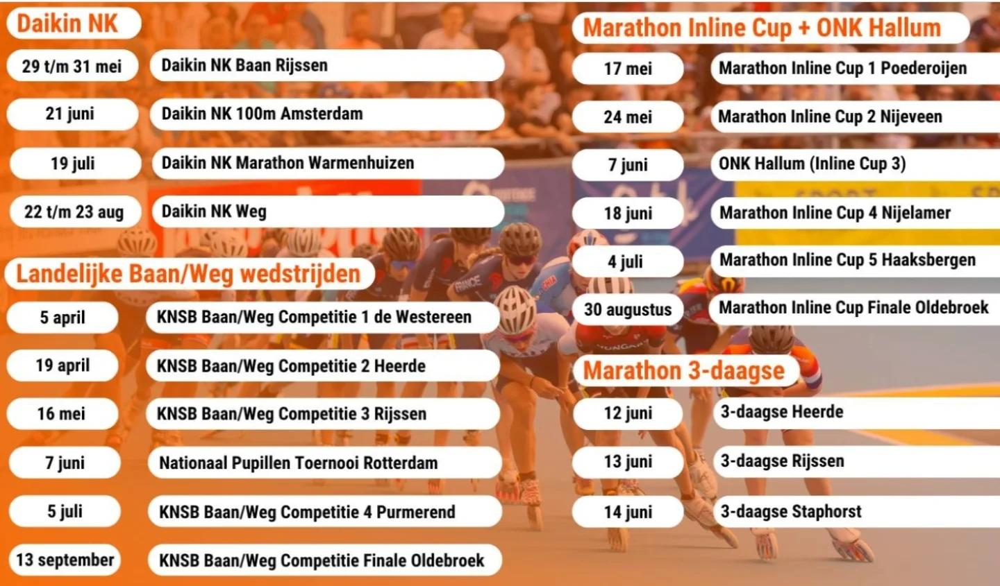 Daikin NK
29 t/m 31 mei Daikin NK Baan Rijssen
21 juni Daikin NK 100m Amsterdam
19 juli Daikin NK Marathon Warmenhuizen
22 t/m 23 aug Daikin NK Weg
Landelijke Baan/Weg wedstrijden
5 april KNSB Baan/Weg Competitie 1 de Westereen
19 april KNSB Baan/Weg Competitie 2 Heerde
16 mei KNSB Baan/Weg Competitie 3 Rijssen
7 juni Nationaal Pupillen Toernooi Rotterdam
5 juli KNSB Baan/Weg Competitie 4 Purmerend
13 september KNSB Baan/Weg Competitie Finale Oldebroek
Marathon Inline Cup + ONK Hallum
17 mei Marathon Inline Cup 1 Poederoijen
24 mei Marathon Inline Cup 2 Nijeveen
7 juni ONK Hallum (Inline Cup 3)
18 juni Marathon Inline Cup 4 Nijelamer
4 juli Marathon Inline Cup 5 Haaksbergen
30 augustus Marathon Inline Cup Finale Oldebroek
Marathon 3-daagse
12 juni 3-daagse Heerde
13 juni 3-daagse Rijssen
14 juni 3-daagse Staphorst
FRANCE
HUNGARY